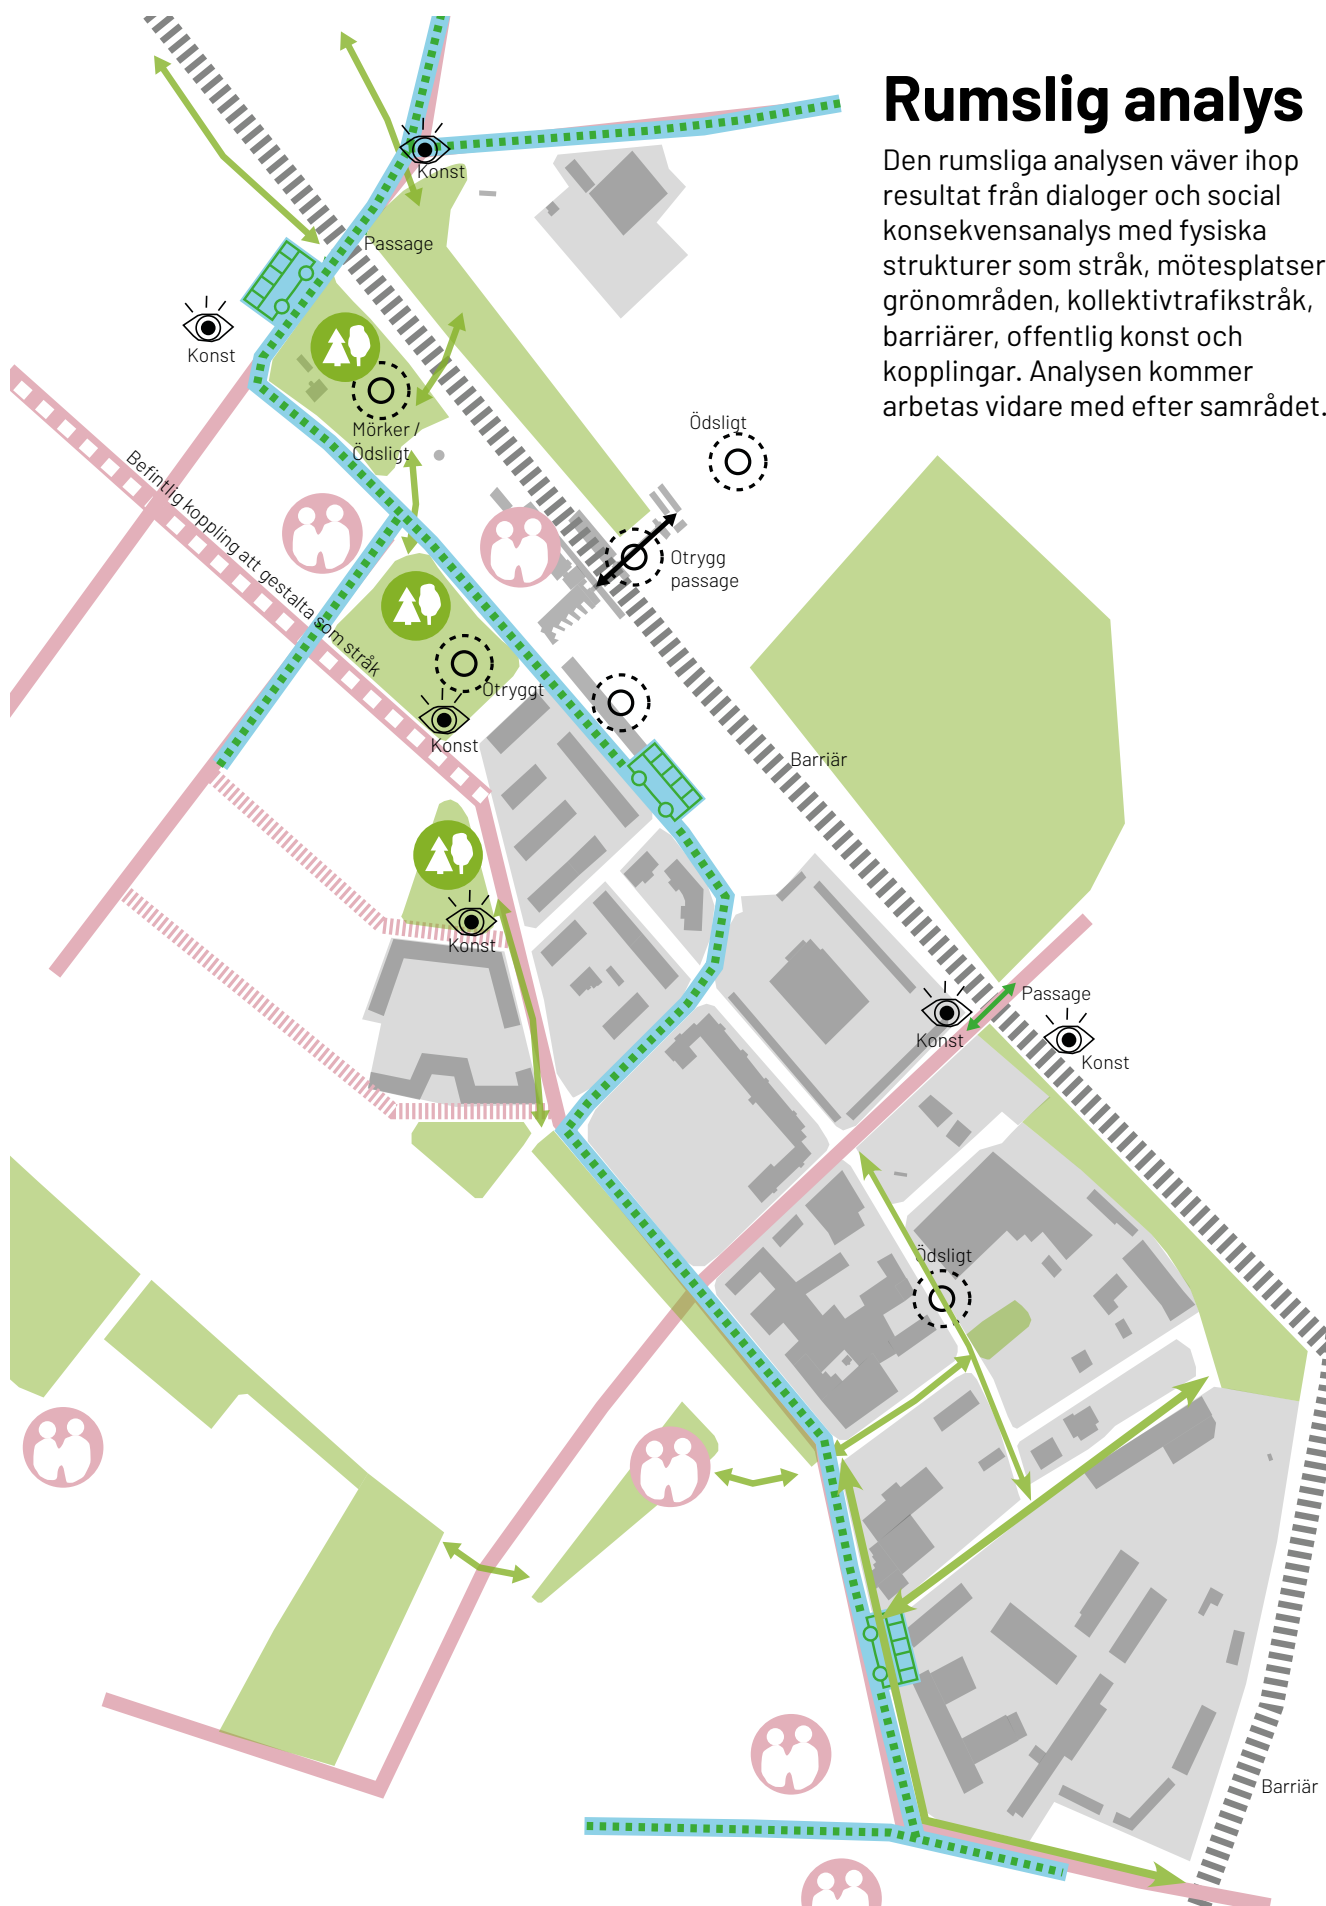 Rumslig analys
Den rumsliga analysen väver ihop
resultat från dialoger och social
konsekvensanalys med fysiska
strukturer som stråk, mötesplatser
grönområden, kollektivtrafikstråk,
barriärer, offentlig konst och
kopplingar. Analysen kommer
arbetas vidare med efter samrådet.
Konst
Passage
Konst
Mörker /
Ödsligt
Ödsligt
Befintlig koppling att gestalta som stråk
Otrygg
passage
Otryggt
Konst
Barriär
Konst
Passage
Konst
Konst
Ödsligt
Barriär